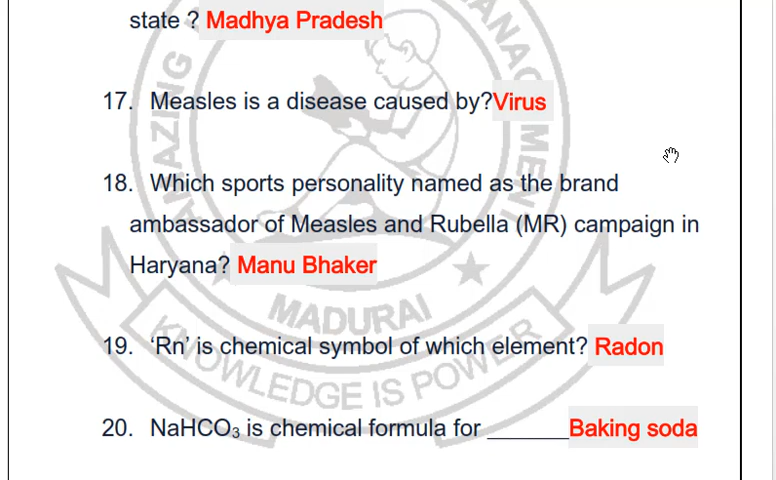 state ? Madhya Pradesh
17. Measles is a disease caused by?Virus
18. Which sports personality named as the brand
ambassador of Measles and Rubella (MR) campaign in
Haryana? Manu Bhaker
19. ‘Rn’ is chemical symbol of which element? Radon
20. NaHCO₃ is chemical formula for _______Baking soda
AMAZING
MANAGEMENT
MADURAI
KNOWLEDGE IS POWER